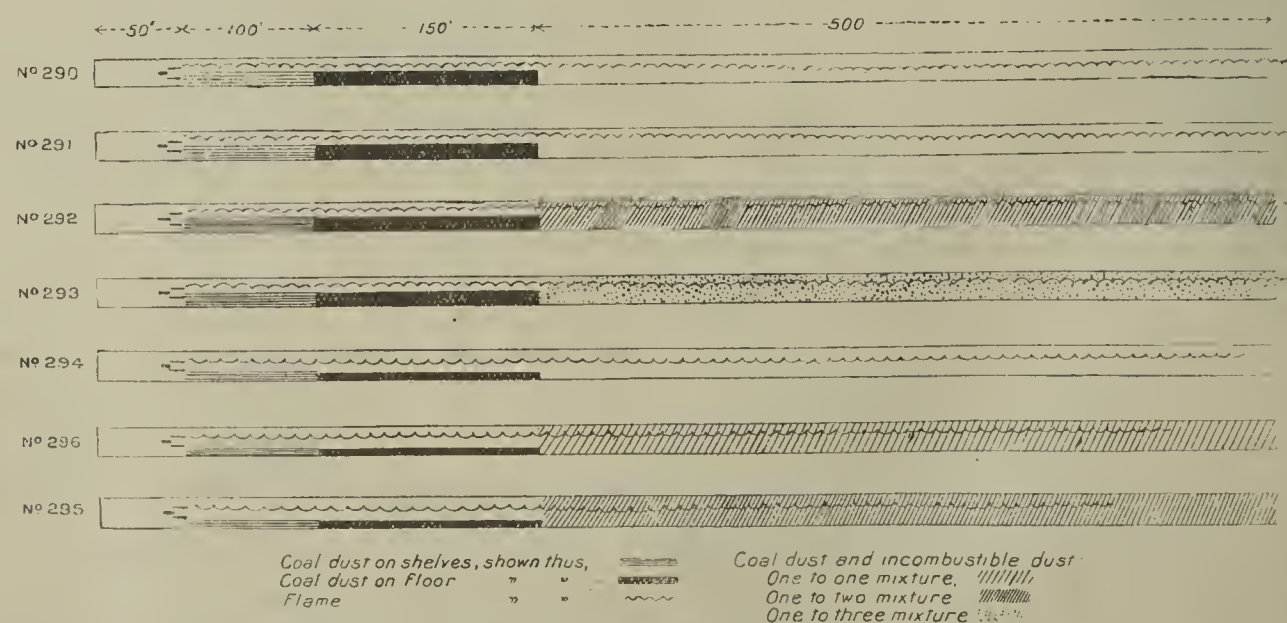 50' 100' 150' 500
Nº 290
Nº 291
Nº 292
Nº 293
Nº 294
Nº 296
Nº 295
Coal dust on shelves, shown thus,
Coal dust on Floor " "
Flame " "
Coal dust and incombustible dust
One to one mixture,
One to two mixture
One to three mixture